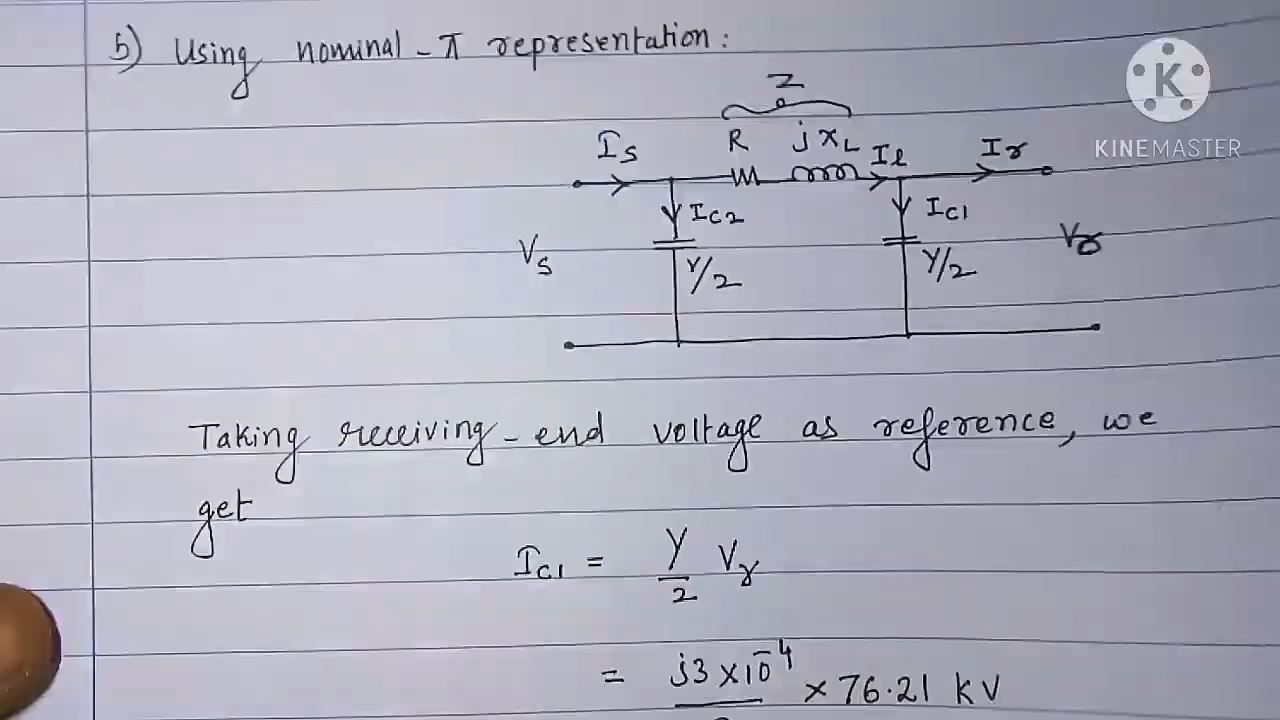 b) Using nominal-π representation:
Z
R jXL
Is Il Ir
K
KINEMASTER
IC2 IC1
Vs Y/2 Y/2 Vr
Taking receiving-end voltage as reference, we
get
IC1 = Y/2 Vr
= j3×10⁻⁴ × 76.21 kV